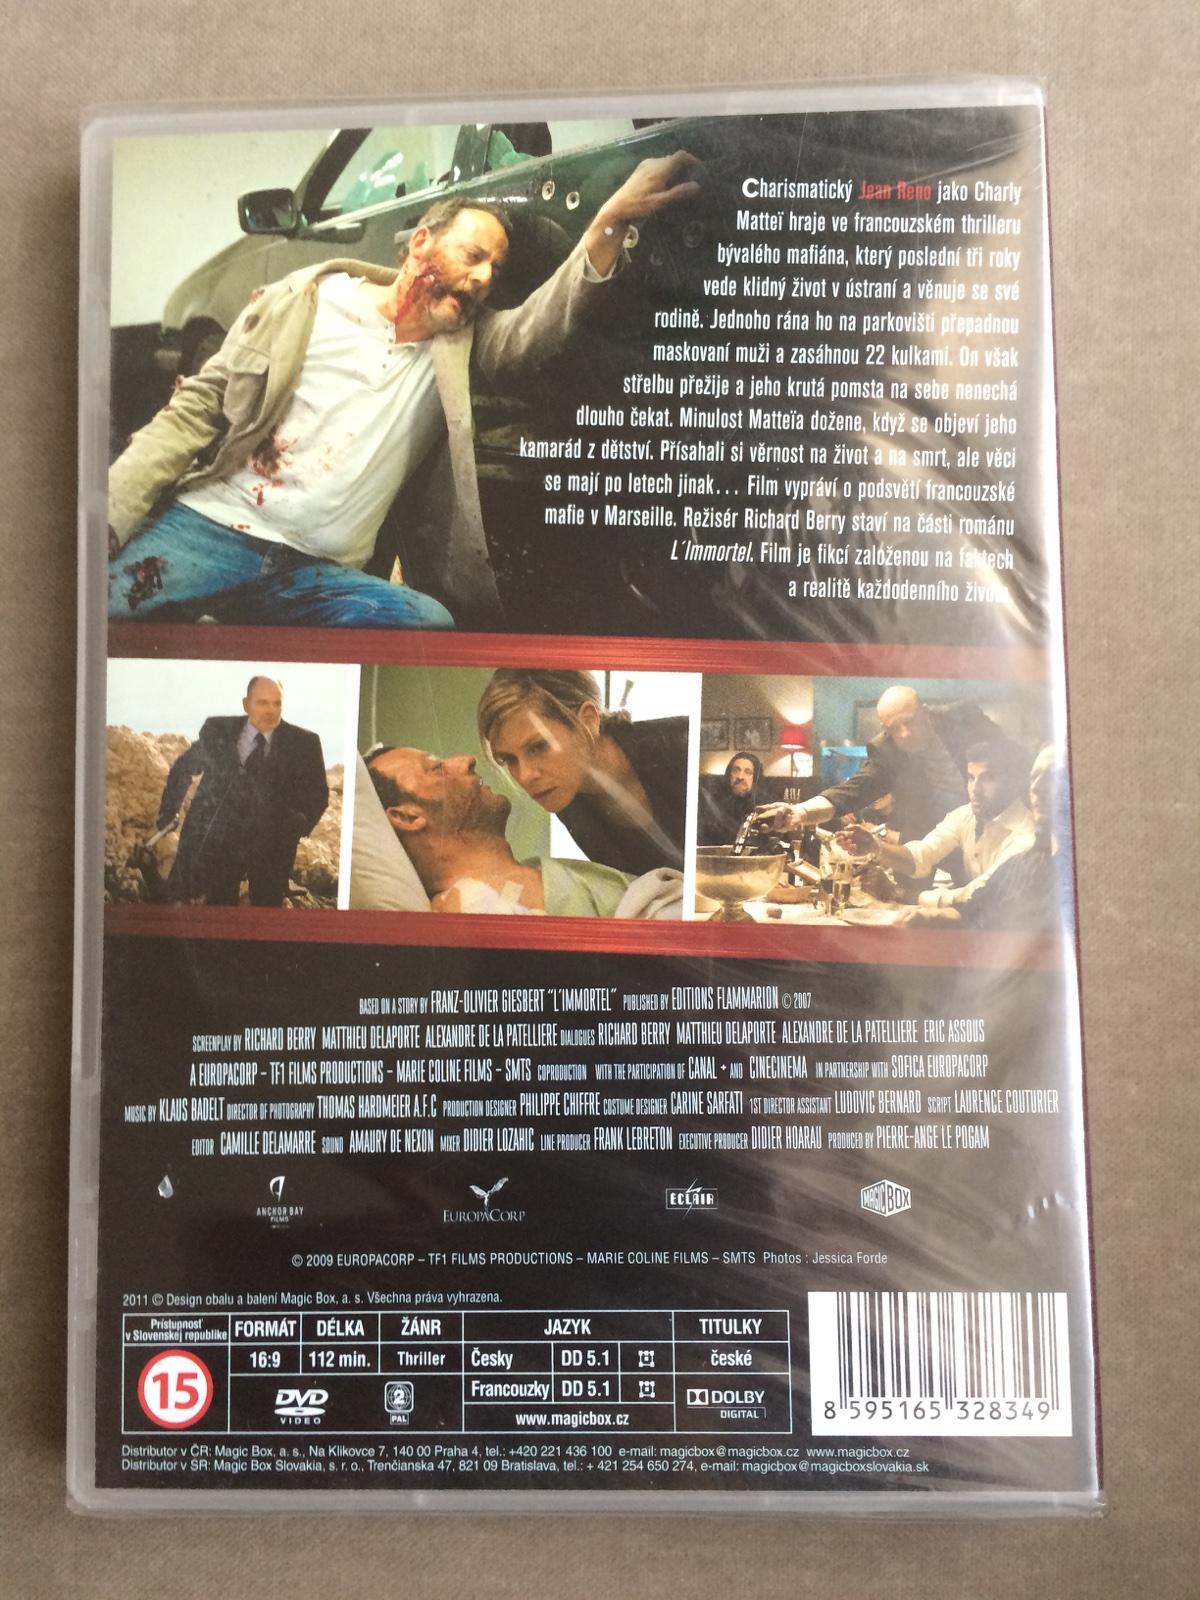 Charismatický Jean Reno jako Charly
Matteï hraje ve francouzském thrilleru
bývalého mafiána, který poslední tři roky
vede klidný život v ústraní a věnuje se své
rodině. Jednoho rána ho na parkovišti přepadnou
maskovaní muži a zasáhnou 22 kulkami. On však
střelbu přežije a jeho krutá pomsta na sebe nenechá
dlouho čekat. Minulost Matteïa dožene, když se objeví jeho
kamarád z dětství. Přísahali si věrnost na život a na smrt, ale věci
se mají po letech jinak... Film vypráví o podsvětí francouzské
mafie v Marseille. Režisér Richard Berry staví na části románu
L´Immortel. Film je fikcí založenou na faktech
a realitě každodenního
BASED ON A STORY BY FRANZ-OLIVIER GIESBERT "L'IMMORTEL" PUBLISHED BY EDITIONS FLAMMARION © 2007
SCREENPLAY BY RICHARD BERRY MATTHIEU DELAPORTE ALEXANDRE DE LA PATELLIERE DIALOGUES RICHARD BERRY MATTHIEU DELAPORTE ALEXANDRE DE LA PATELLIERE ERIC ASSOUS
A EUROPACORP – TF1 FILMS PRODUCTIONS – MARIE COLINE FILMS – SMTS COPRODUCTION WITH THE PARTICIPATION OF CANAL + AND CINECINEMA IN PARTNERSHIP WITH SOFICA EUROPACORP
MUSIC BY KLAUS BADELT DIRECTOR OF PHOTOGRAPHY THOMAS HARDMEIER A.F.C PRODUCTION DESIGNER PHILIPPE CHIFFRE COSTUME DESIGNER CARINE SARFATI 1ST DIRECTOR ASSISTANT LUDOVIC BERNARD SCRIPT LAURENCE COUTURIER
EDITOR CAMILLE DELAMARRE SOUND AMAURY DE NEXON MIXER DIDIER LOZAHIC LINE PRODUCER FRANK LEBRETON EXECUTIVE PRODUCER DIDIER HOARAU PRODUCED BY PIERRE-ANGE LE POGAM
ANCHOR BAY
FILMS
EUROPACORP
ECLAIR
MAGIC BOX
© 2009 EUROPACORP – TF1 FILMS PRODUCTIONS – MARIE COLINE FILMS – SMTS Photos : Jessica Forde
2011 © Design obalu a balení Magic Box, a. s. Všechna práva vyhrazena.
Prístupnosť
v Slovenskej republike
15
FORMÁT DÉLKA ŽÁNR JAZYK TITULKY
16:9 112 min. Thriller Česky DD 5.1 české
Francouzky DD 5.1
DVD
VIDEO
2
PAL
www.magicbox.cz
DOLBY
DIGITAL
8 595165 328349
Distributor v ČR: Magic Box, a. s., Na Klikovce 7, 140 00 Praha 4, tel.: +420 221 436 100 e-mail: magicbox@magicbox.cz www.magicbox.cz
Distributor v SR: Magic Box Slovakia, s. r. o., Trenčianska 47, 821 09 Bratislava, tel.: + 421 254 650 274, e-mail: magicbox@magicboxslovakia.sk